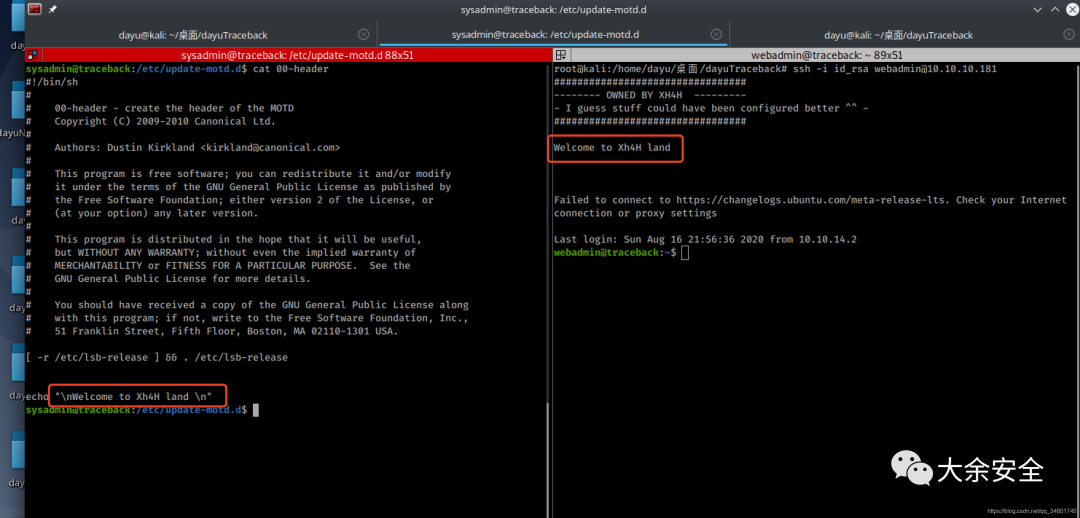 sysadmin@traceback: /etc/update-motd.d
dayu@kali: ~/桌面/dayuTraceback
sysadmin@traceback: /etc/update-motd.d
dayu@kali: ~/桌面/dayuTraceback
sysadmin@traceback: /etc/update-motd.d 88x51
sysadmin@traceback:/etc/update-motd.d$ cat 00-header
#!/bin/sh
#
#    00-header - create the header of the MOTD
#    Copyright (C) 2009-2010 Canonical Ltd.
#
#    Authors: Dustin Kirkland <kirkland@canonical.com>
#
#    This program is free software; you can redistribute it and/or modify
#    it under the terms of the GNU General Public License as published by
#    the Free Software Foundation; either version 2 of the License, or
#    (at your option) any later version.
#
#    This program is distributed in the hope that it will be useful,
#    but WITHOUT ANY WARRANTY; without even the implied warranty of
#    MERCHANTABILITY or FITNESS FOR A PARTICULAR PURPOSE.  See the
#    GNU General Public License for more details.
#
#    You should have received a copy of the GNU General Public License along
#    with this program; if not, write to the Free Software Foundation, Inc.,
#    51 Franklin Street, Fifth Floor, Boston, MA 02110-1301 USA.
[ -r /etc/lsb-release ] && . /etc/lsb-release
echo "\nWelcome to Xh4H land \n"
sysadmin@traceback:/etc/update-motd.d$
webadmin@traceback: ~ 89x51
root@kali:/home/dayu/桌面/dayuTraceback# ssh -i id_rsa webadmin@10.10.10.181
################################
-------- OWNED BY XH4H  ---------
- I guess stuff could have been configured better ^^ -
################################
Welcome to Xh4H land
Failed to connect to https://changelogs.ubuntu.com/meta-release-lts. Check your Internet
connection or proxy settings
Last login: Sun Aug 16 21:56:36 2020 from 10.10.14.2
webadmin@traceback:~$
大余安全
https://blog.csdn.net/qq_34801745